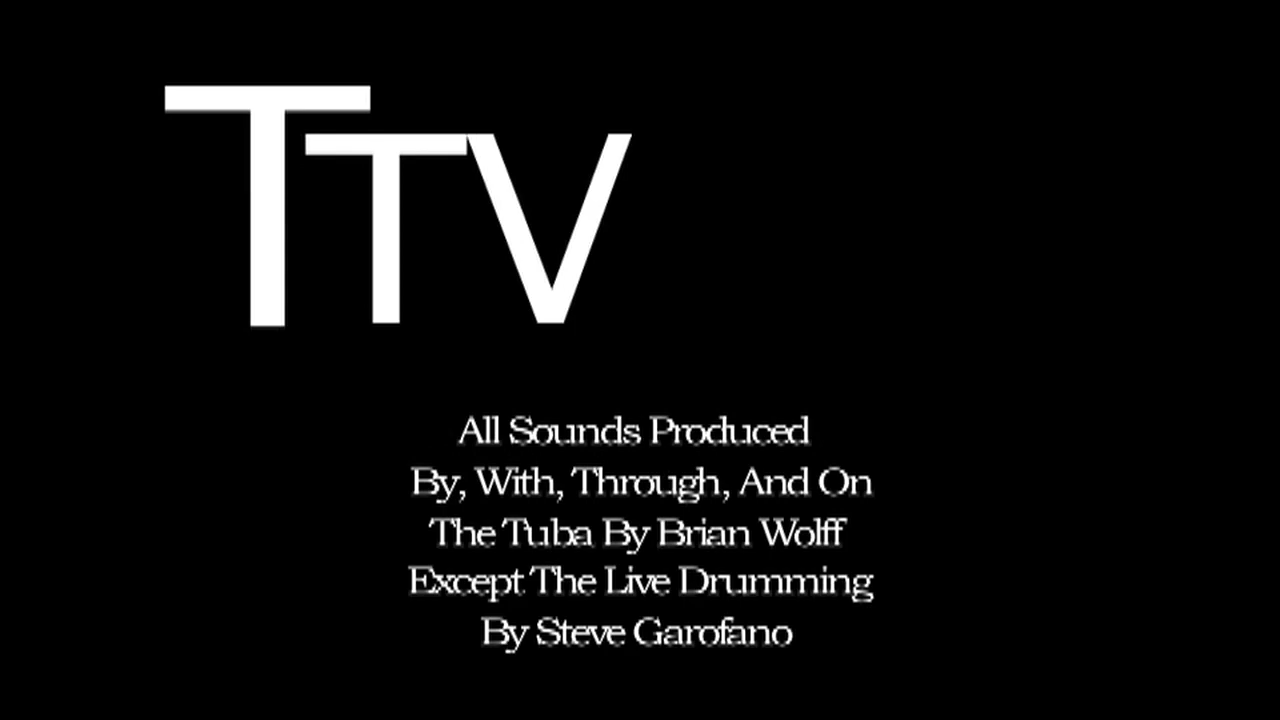 TTV
All Sounds Produced
By, With, Through, And On
The Tuba By Brian Wolff
Except The Live Drumming
By Steve Garofano